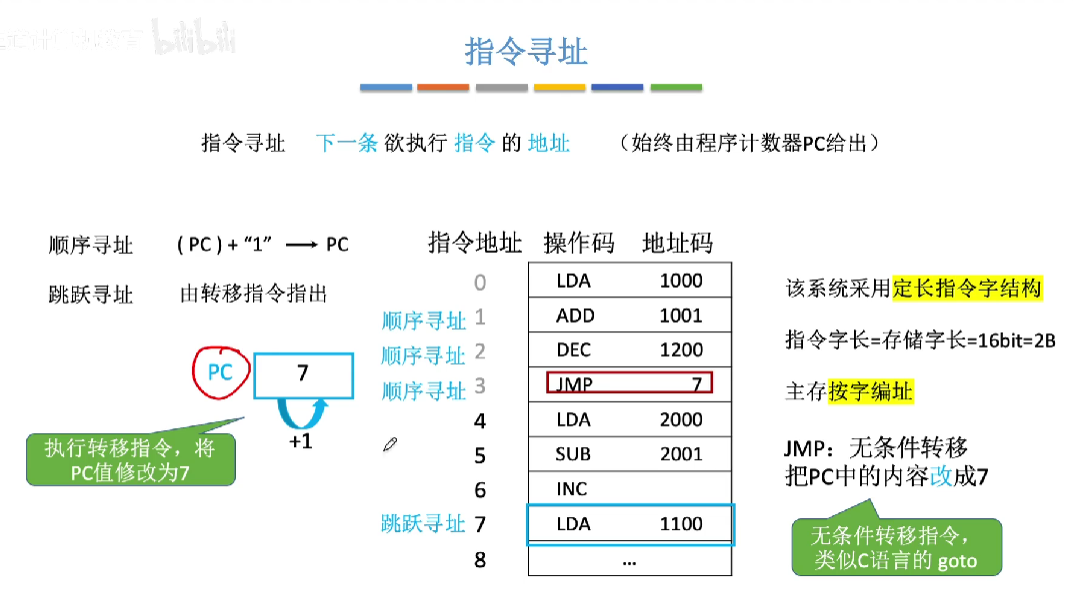 bilibili
指令寻址
指令寻址 下一条 欲执行 指令 的 地址 （始终由程序计数器PC给出）
顺序寻址 ( PC ) + “1” ⟶ PC
跳跃寻址 由转移指令指出
PC 7
+1
执行转移指令，将
PC值修改为7
指令地址 操作码 地址码
0 LDA 1000
顺序寻址 1 ADD 1001
顺序寻址 2 DEC 1200
顺序寻址 3 JMP 7
4 LDA 2000
5 SUB 2001
6 INC
跳跃寻址 7 LDA 1100
8 ...
该系统采用定长指令字结构
指令字长=存储字长=16bit=2B
主存按字编址
JMP：无条件转移
把PC中的内容改成7
无条件转移指令，
类似C语言的 goto